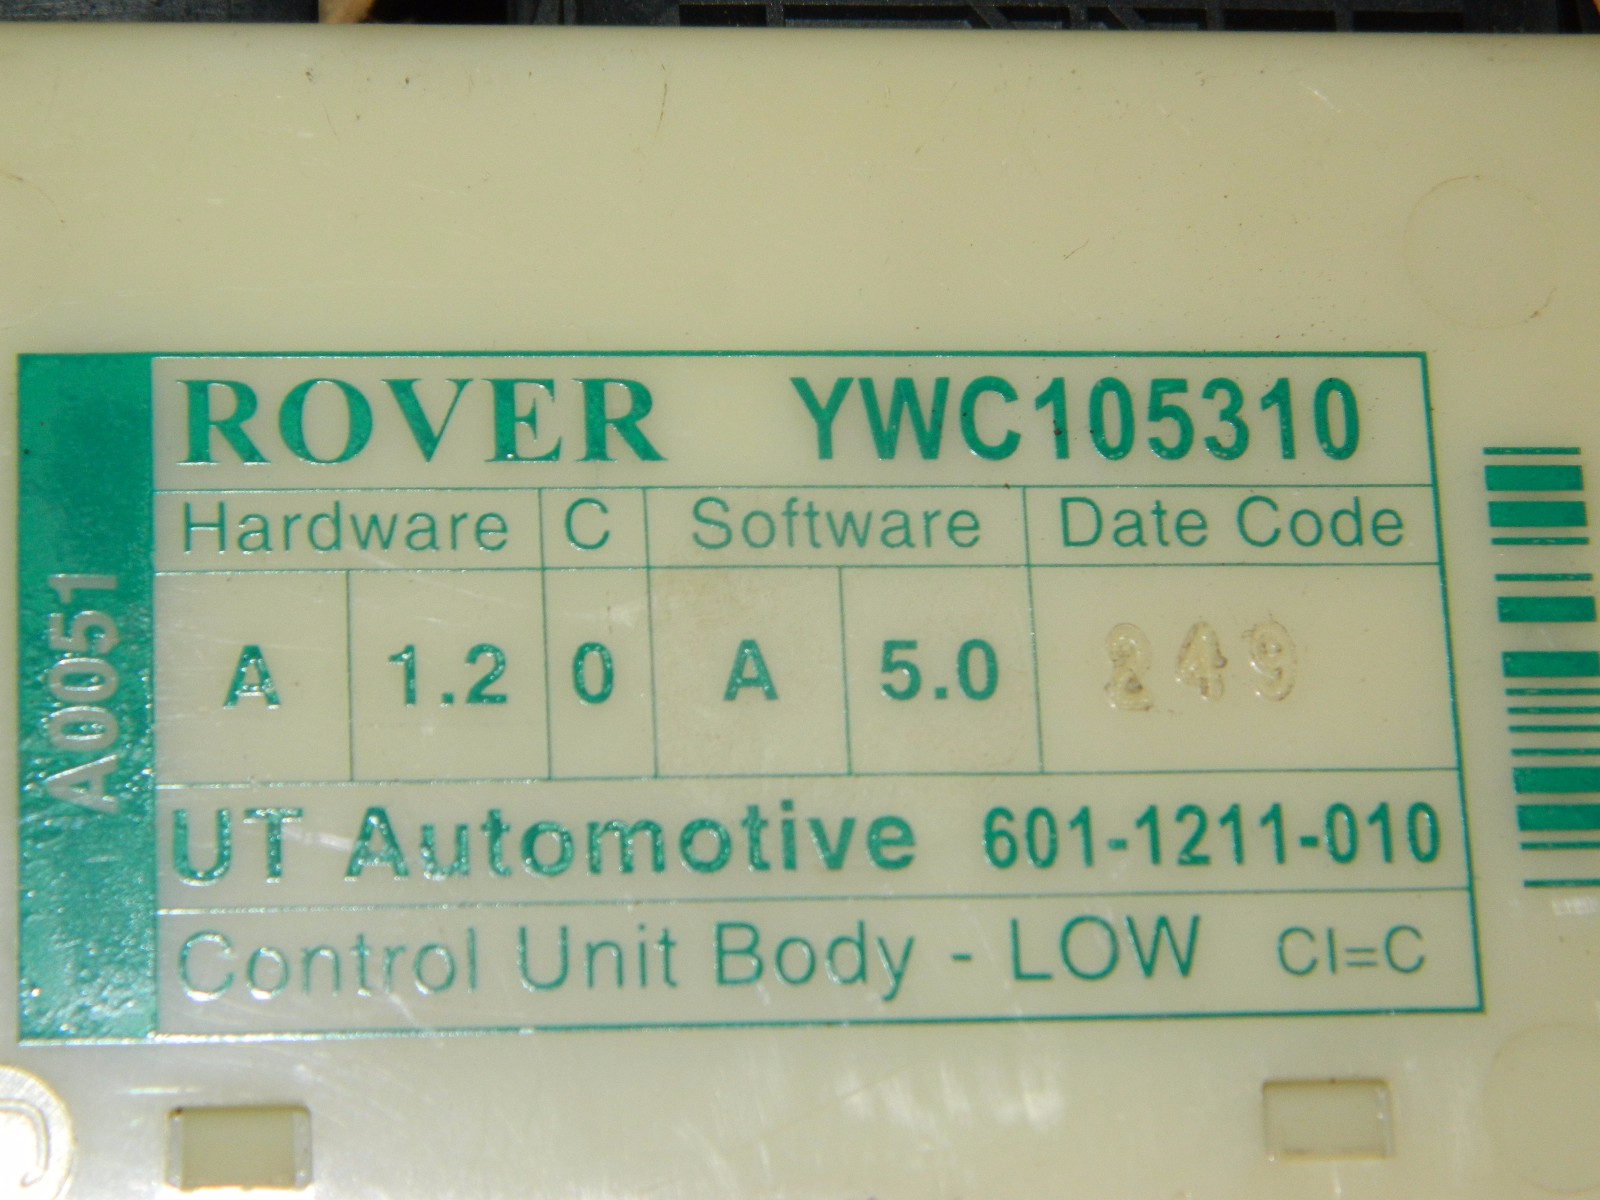 ROVER YWC105310
Hardware C Software Date Code
A 1.2 0 A 5.0 249
UT Automotive 601-1211-010
Control Unit Body - LOW CI=C
A0051